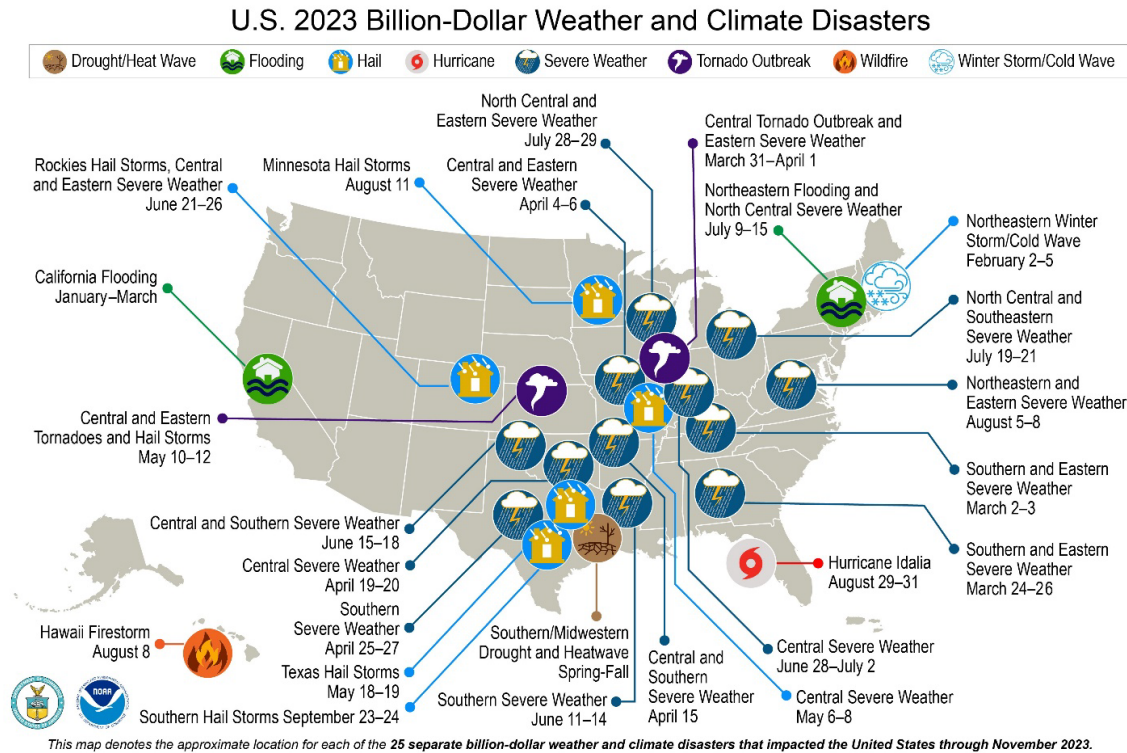 U.S. 2023 Billion-Dollar Weather and Climate Disasters
Drought/Heat Wave
Flooding
Hail
Hurricane
Severe Weather
Tornado Outbreak
Wildfire
Winter Storm/Cold Wave
North Central and
Eastern Severe Weather
July 28–29
Central Tornado Outbreak and
Eastern Severe Weather
March 31–April 1
Rockies Hail Storms, Central
and Eastern Severe Weather
June 21–26
Minnesota Hail Storms
August 11
Central and Eastern
Severe Weather
April 4–6
Northeastern Flooding and
North Central Severe Weather
July 9–15
Northeastern Winter
Storm/Cold Wave
February 2–5
California Flooding
January–March
North Central and
Southeastern
Severe Weather
July 19–21
Northeastern and
Eastern Severe Weather
August 5–8
Central and Eastern
Tornadoes and Hail Storms
May 10–12
Southern and Eastern
Severe Weather
March 2–3
Central and Southern Severe Weather
June 15–18
Central Severe Weather
April 19–20
Southern and Eastern
Severe Weather
March 24–26
Hurricane Idalia
August 29–31
Southern
Severe Weather
April 25–27
Hawaii Firestorm
August 8
Texas Hail Storms
May 18–19
Southern Hail Storms September 23–24
Southern/Midwestern
Drought and Heatwave
Spring-Fall
Southern Severe Weather
June 11–14
Central and
Southern
Severe Weather
April 15
Central Severe Weather
June 28–July 2
Central Severe Weather
May 6–8
NOAA
This map denotes the approximate location for each of the 25 separate billion-dollar weather and climate disasters that impacted the United States through November 2023.